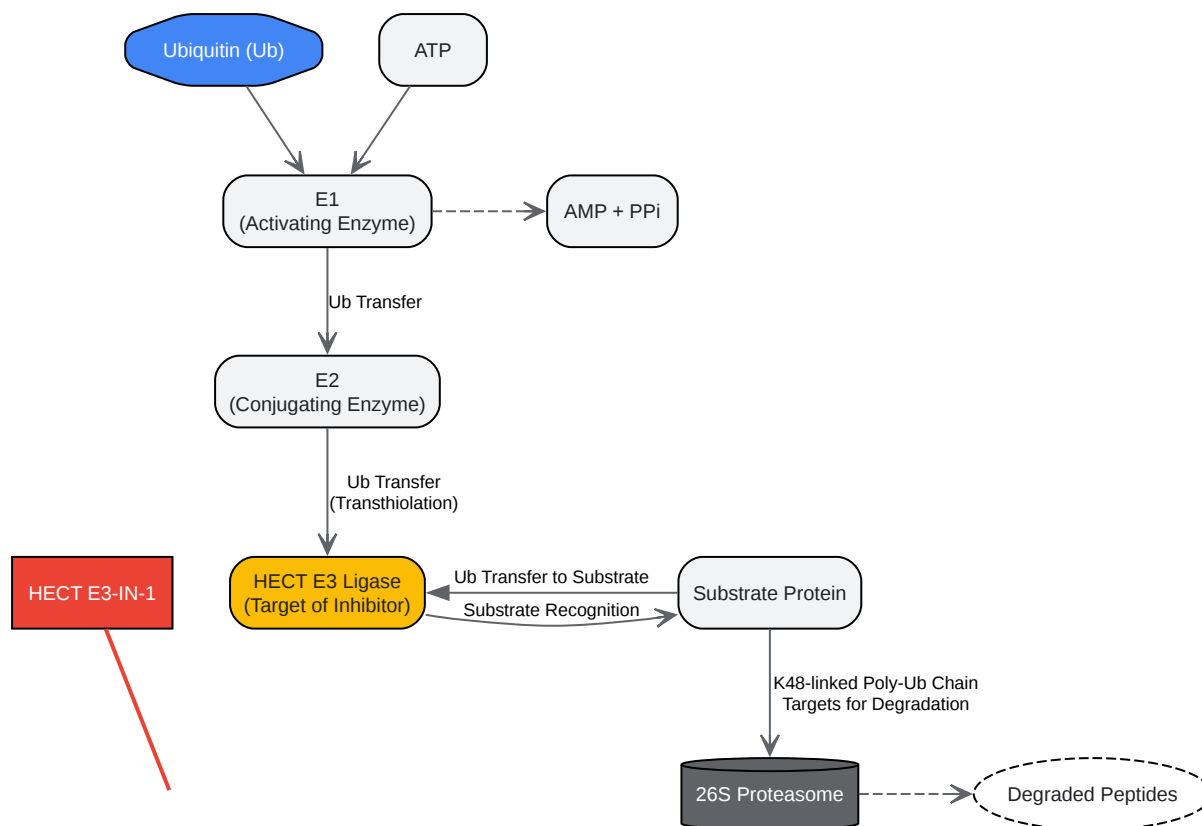 Ubiquitin (Ub)
ATP
E1
(Activating Enzyme)
AMP + PPi
Ub Transfer
E2
(Conjugating Enzyme)
Ub Transfer
(Transthiolation)
HECT E3-IN-1
HECT E3 Ligase
(Target of Inhibitor)
Ub Transfer to Substrate
Substrate Recognition
Substrate Protein
K48-linked Poly-Ub Chain
Targets for Degradation
26S Proteasome
Degraded Peptides